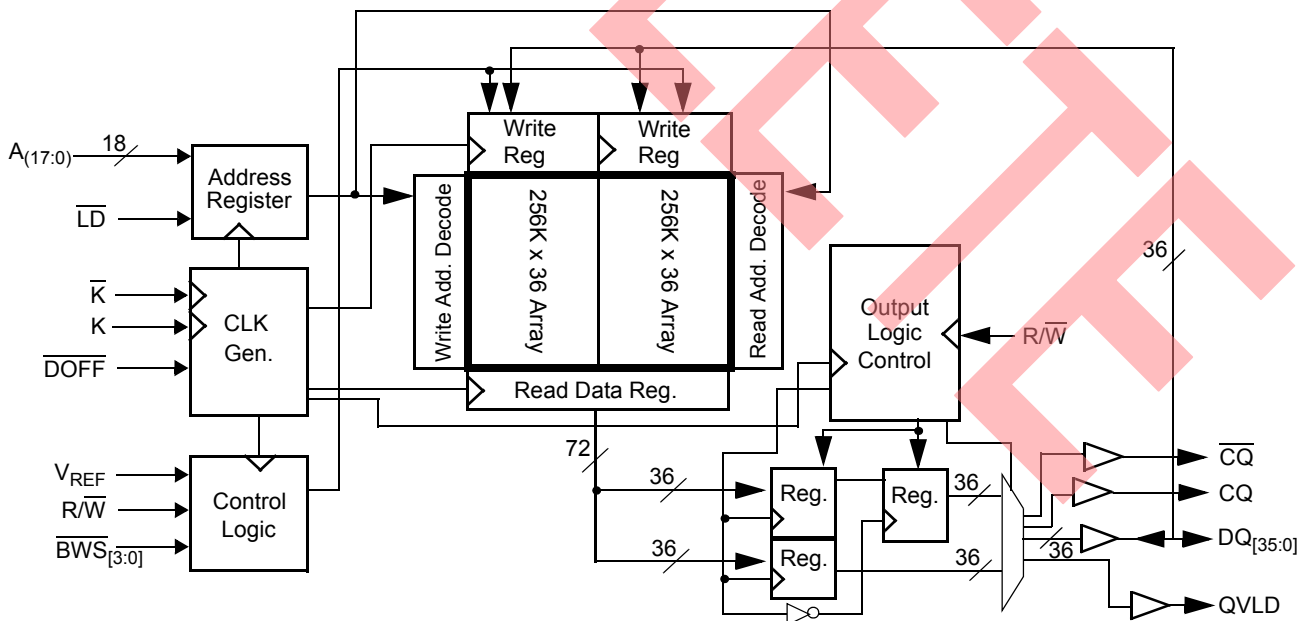 A(17:0)
18
LD
Address
Register
K
K
DOFF
CLK
Gen.
VREF
R/W
BWS[3:0]
Control
Logic
Write
Reg
Write
Reg
Write Add. Decode
256K x 36 Array
256K x 36 Array
Read Add. Decode
Read Data Reg.
72
36
36
Output
Logic
Control
R/W
Reg.
Reg.
Reg.
36
36
36
36
CQ
CQ
DQ[35:0]
QVLD